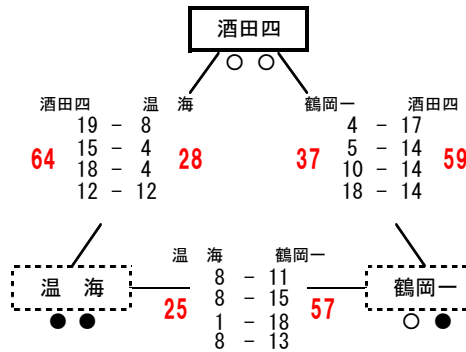 酒田四
○ ○
酒田四 温 海
19 - 8
15 - 4
18 - 4
12 - 12
64 28
鶴岡一 酒田四
4 - 17
5 - 14
10 - 14
18 - 14
37 59
温 海 鶴岡一
8 - 11
8 - 15
1 - 18
8 - 13
25 57
温 海
● ●
鶴岡一
○ ●